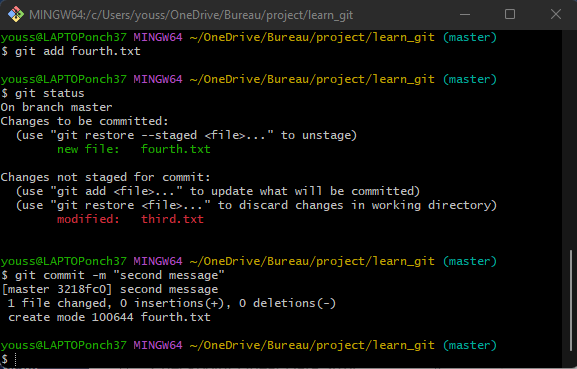 MINGW64:/c/Users/youss/OneDrive/Bureau/project/learn_git
youss@LAPTOPonch37 MINGW64 ~/OneDrive/Bureau/project/learn_git (master)
$ git add fourth.txt
youss@LAPTOPonch37 MINGW64 ~/OneDrive/Bureau/project/learn_git (master)
$ git status
On branch master
Changes to be committed:
  (use "git restore --staged <file>..." to unstage)
        new file:   fourth.txt
Changes not staged for commit:
  (use "git add <file>..." to update what will be committed)
  (use "git restore <file>..." to discard changes in working directory)
        modified:   third.txt
youss@LAPTOPonch37 MINGW64 ~/OneDrive/Bureau/project/learn_git (master)
$ git commit -m "second message"
[master 3218fc0] second message
 1 file changed, 0 insertions(+), 0 deletions(-)
 create mode 100644 fourth.txt
youss@LAPTOPonch37 MINGW64 ~/OneDrive/Bureau/project/learn_git (master)
$